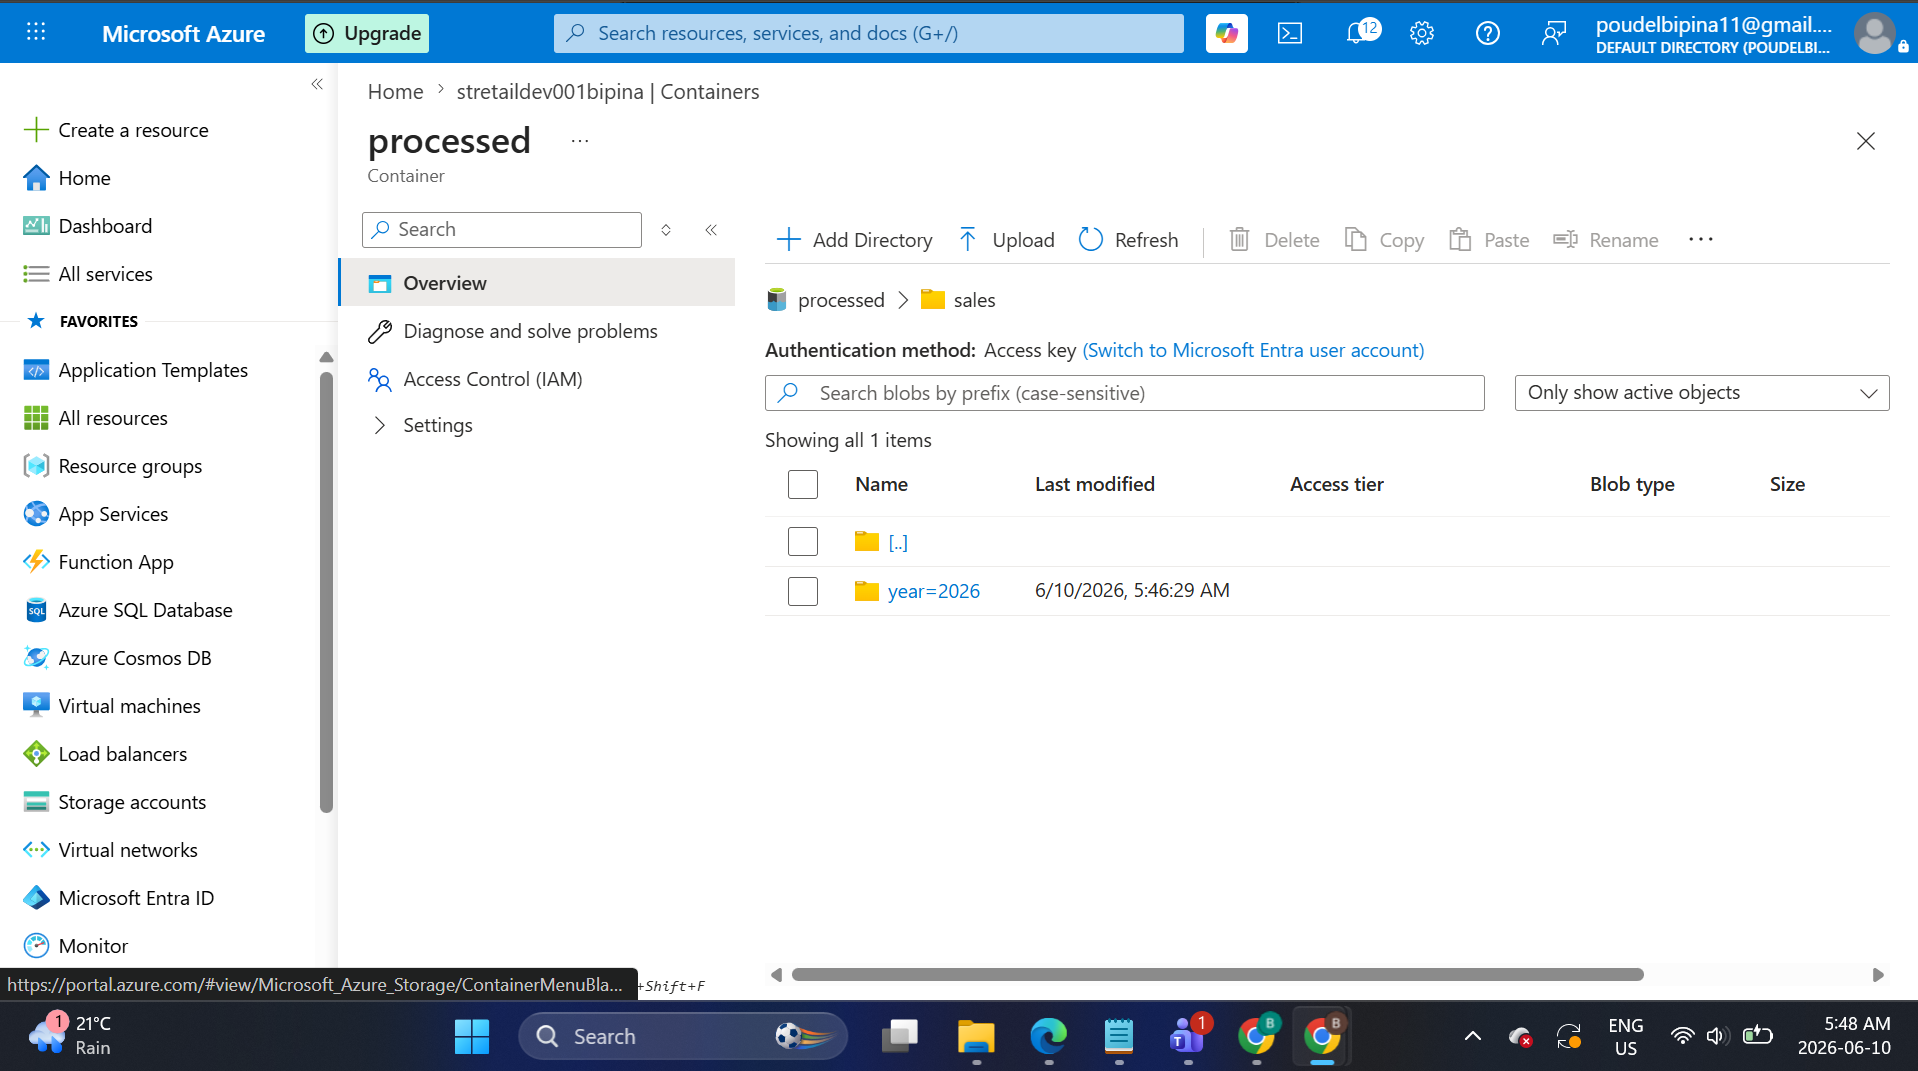 Microsoft Azure
Upgrade
Search resources, services, and docs (G+/)
12
poudelbipina11@gmail....
DEFAULT DIRECTORY (POUDELBI...
Create a resource
Home
Dashboard
All services
FAVORITES
Application Templates
All resources
Resource groups
App Services
Function App
Azure SQL Database
Azure Cosmos DB
Virtual machines
Load balancers
Storage accounts
Virtual networks
Microsoft Entra ID
Monitor
https://portal.azure.com/#view/Microsoft_Azure_Storage/ContainerMenuBla...
+Shift+F
Home > stretaildev001bipina | Containers
processed ...
Container
Search
Overview
Diagnose and solve problems
Access Control (IAM)
Settings
Add Directory Upload Refresh Delete Copy Paste Rename ...
processed > sales
Authentication method: Access key (Switch to Microsoft Entra user account)
Search blobs by prefix (case-sensitive)
Only show active objects
Showing all 1 items
Name Last modified Access tier Blob type Size
[..]
year=2026 6/10/2026, 5:46:29 AM
1
21°C
Rain
Search
T
1
B
B
ENG
US
5:48 AM
2026-06-10